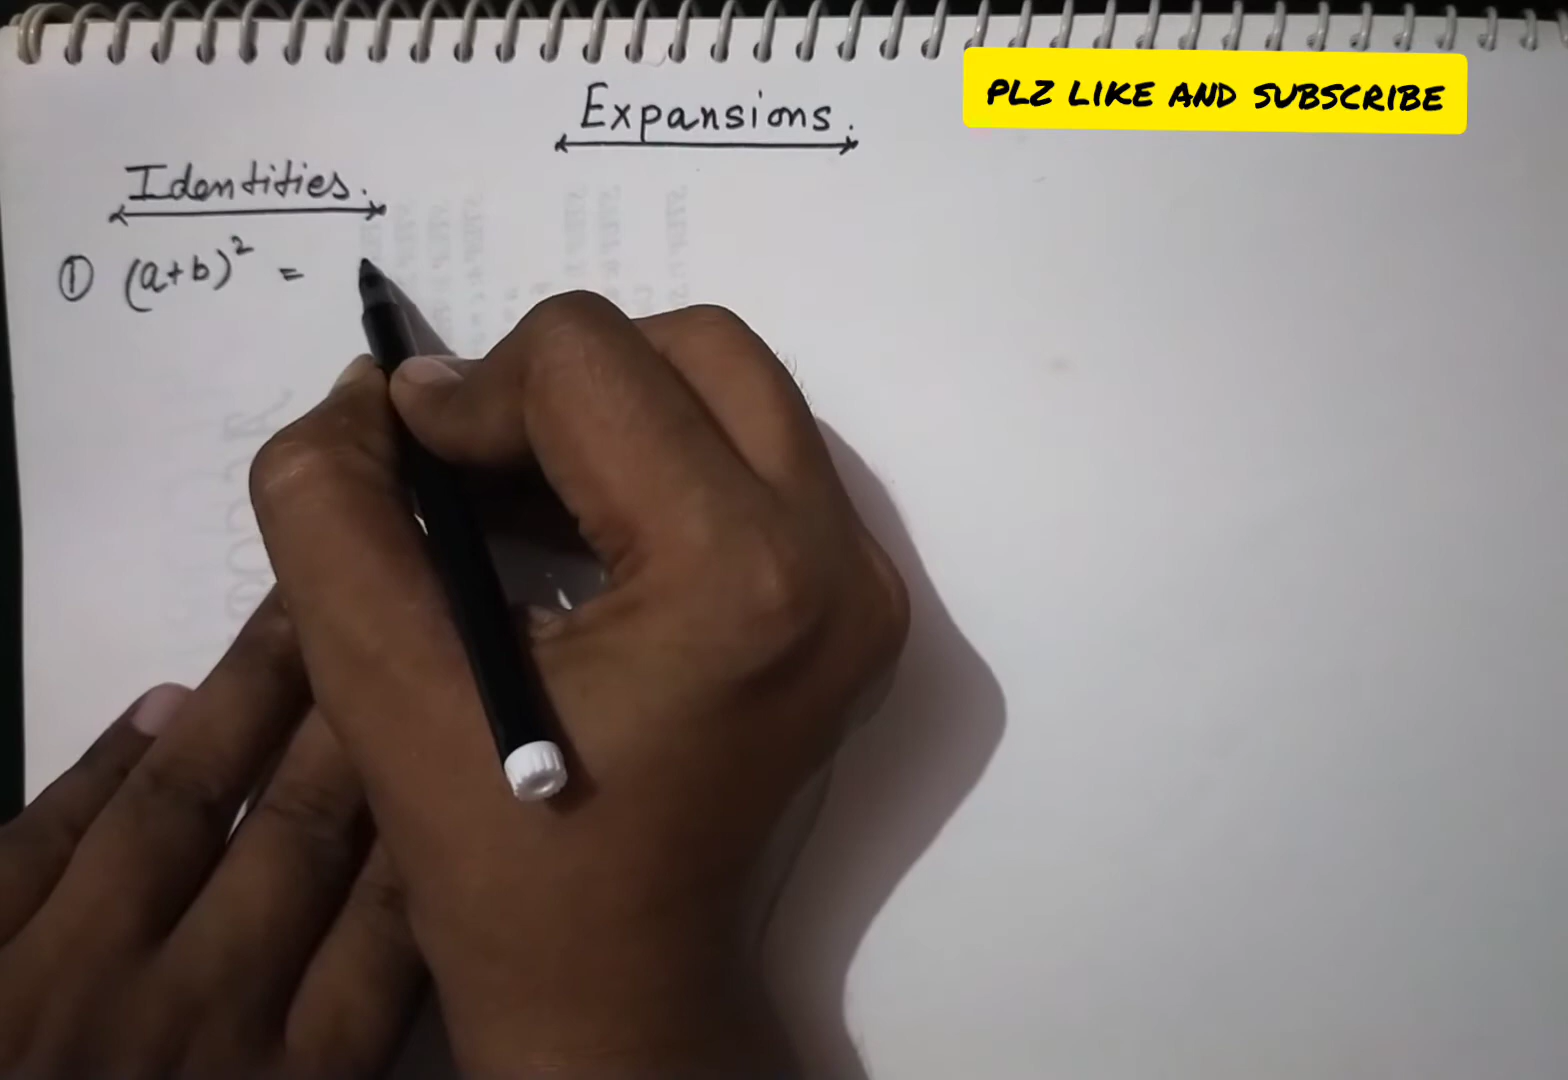 Expansions.
PLZ LIKE AND SUBSCRIBE
Identities.
① (a+b)² =